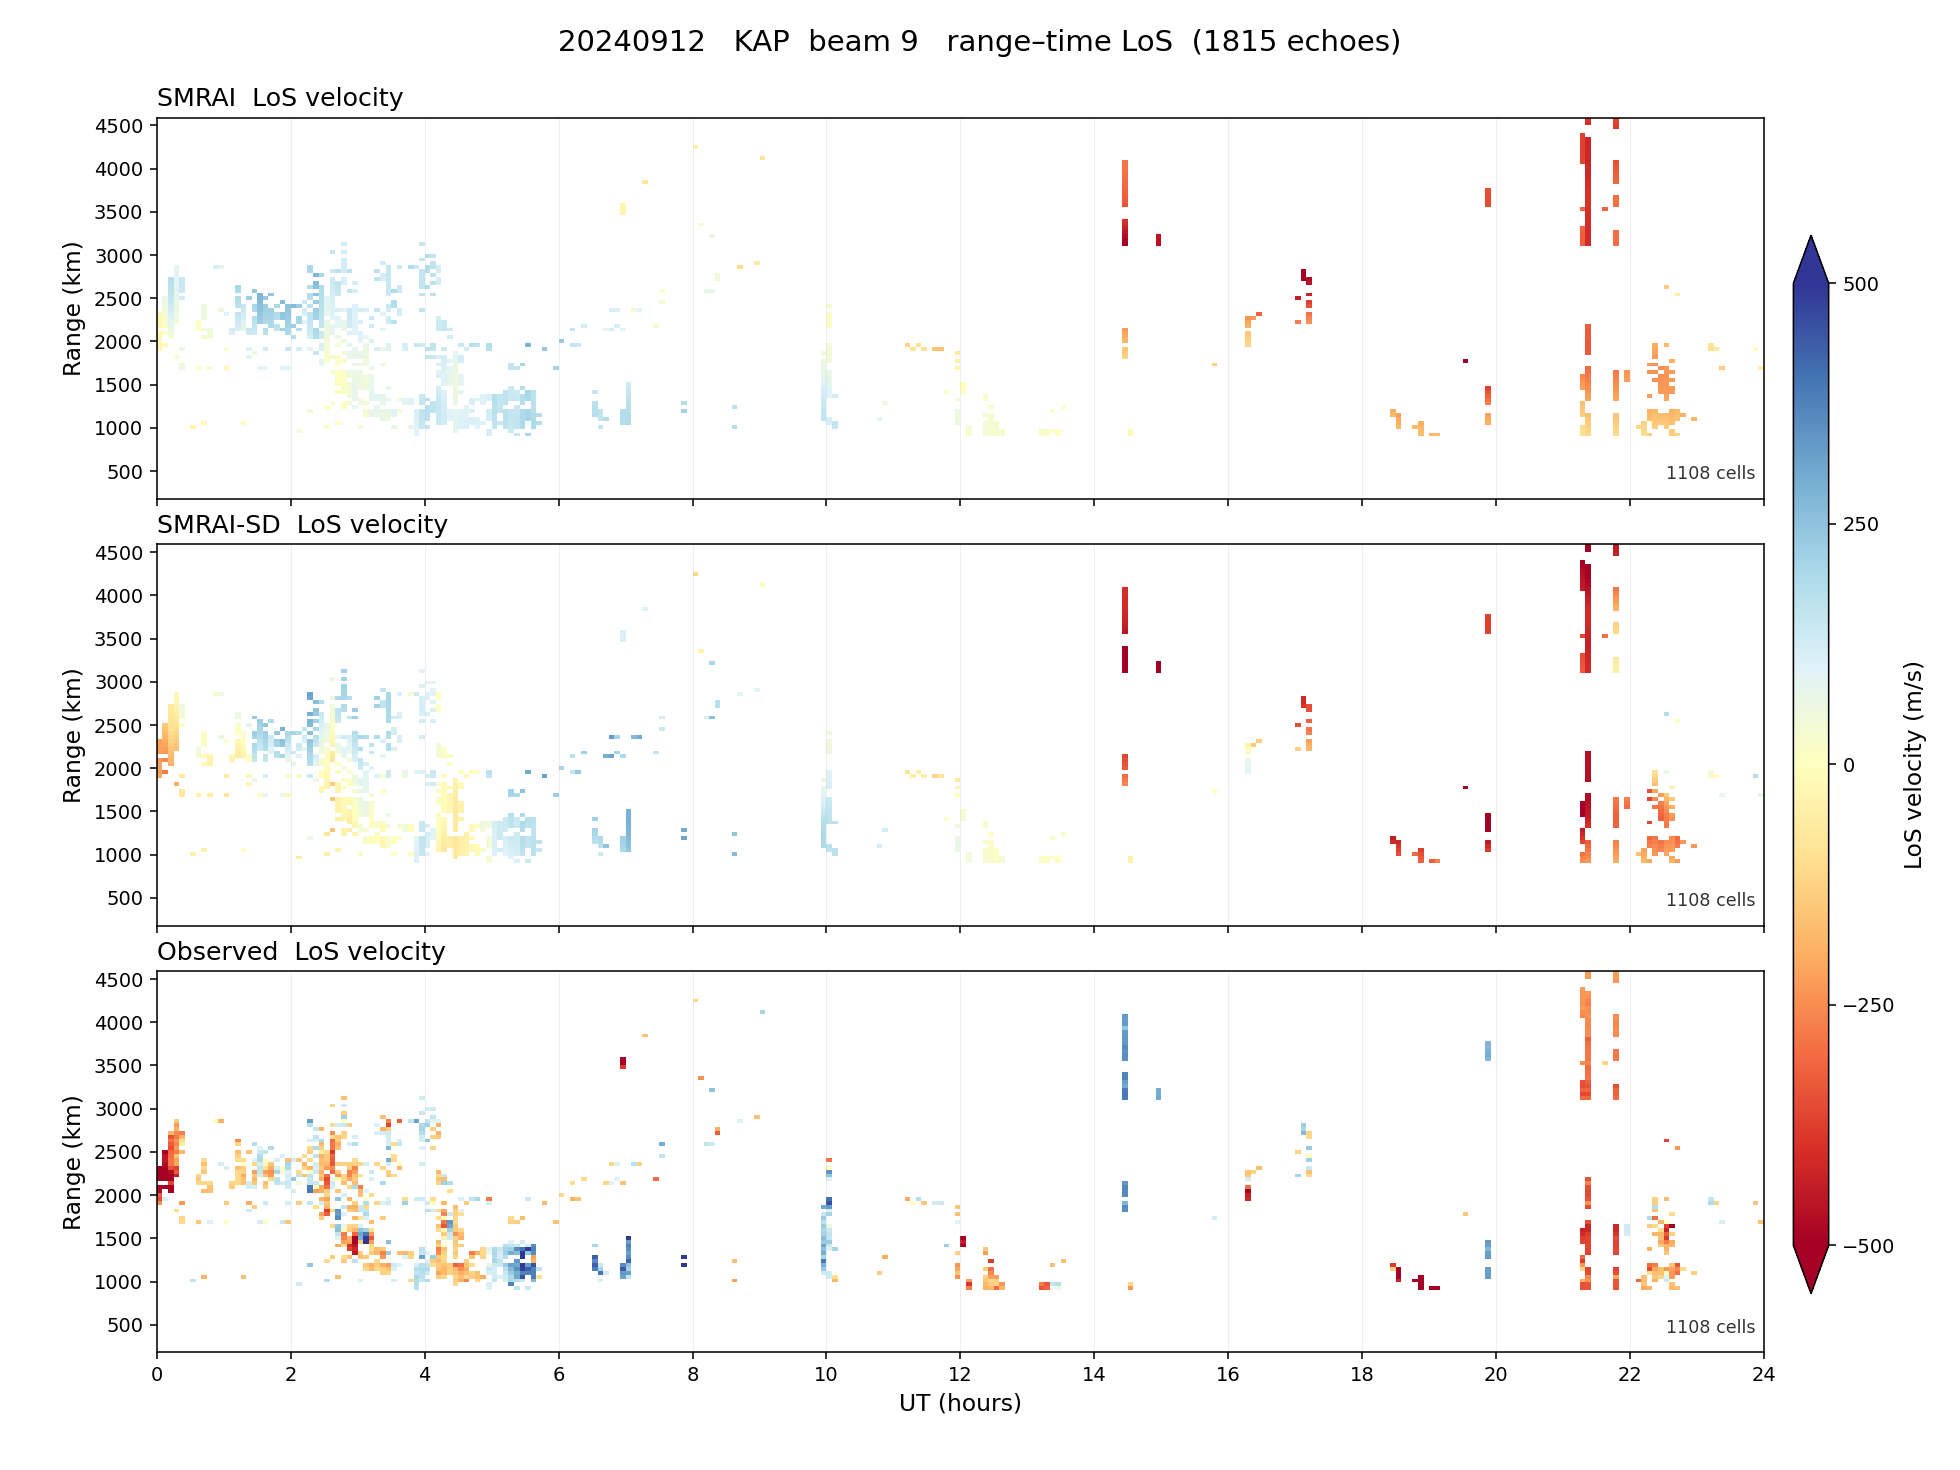 20240912   KAP  beam 9   range–time LoS  (1815 echoes)
SMRAI  LoS velocity
4500
4000
3500
3000
2500
2000
1500
1000
500
Range (km)
1108 cells
SMRAI-SD  LoS velocity
4500
4000
3500
3000
2500
2000
1500
1000
500
Range (km)
1108 cells
Observed  LoS velocity
4500
4000
3500
3000
2500
2000
1500
1000
500
Range (km)
1108 cells
0 2 4 6 8 10 12 14 16 18 20 22 24
UT (hours)
500
250
0
−250
−500
LoS velocity (m/s)